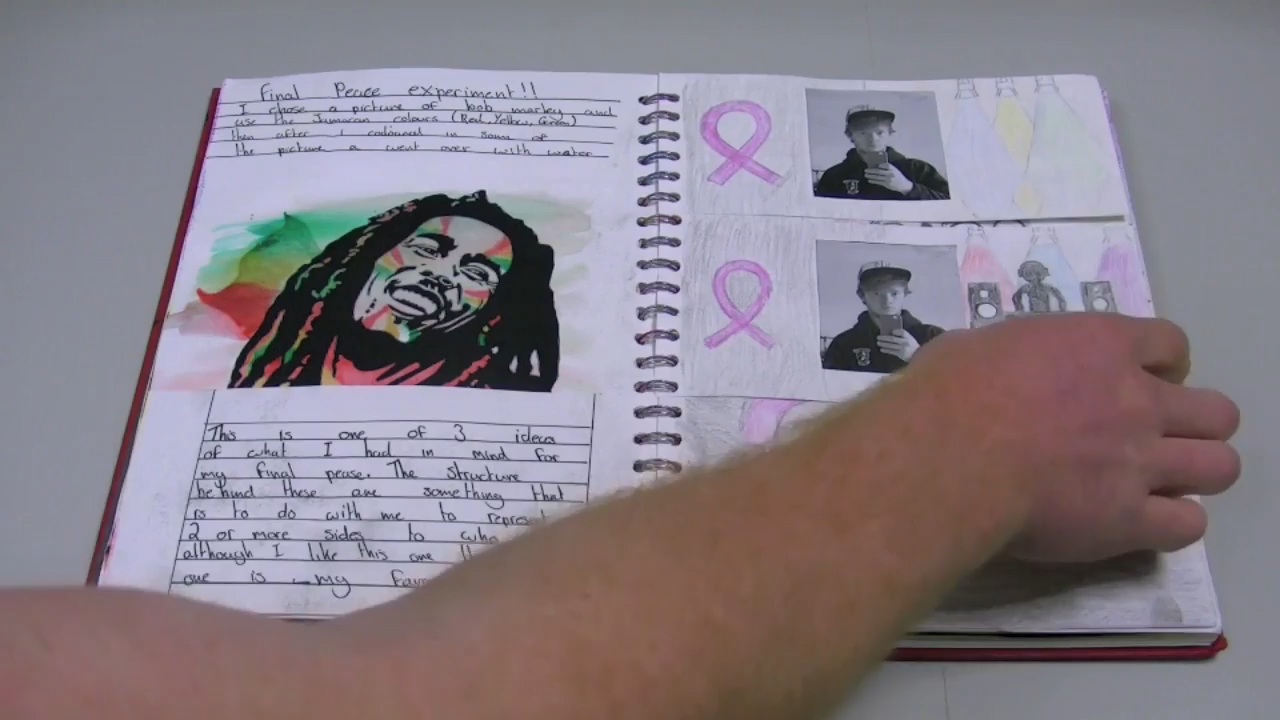 Final Peace experiment!!
I chose a picture of bob marley and
use the Jamacan colours (Red, Yellow, Green)
then after I coloured in some of
the picture a went over with water
This is one of 3 ideas
of what I had in mind for
my final pease. The structure
behind these are something that
is to do with me to
2 or more sides to
although I like this one
one is my